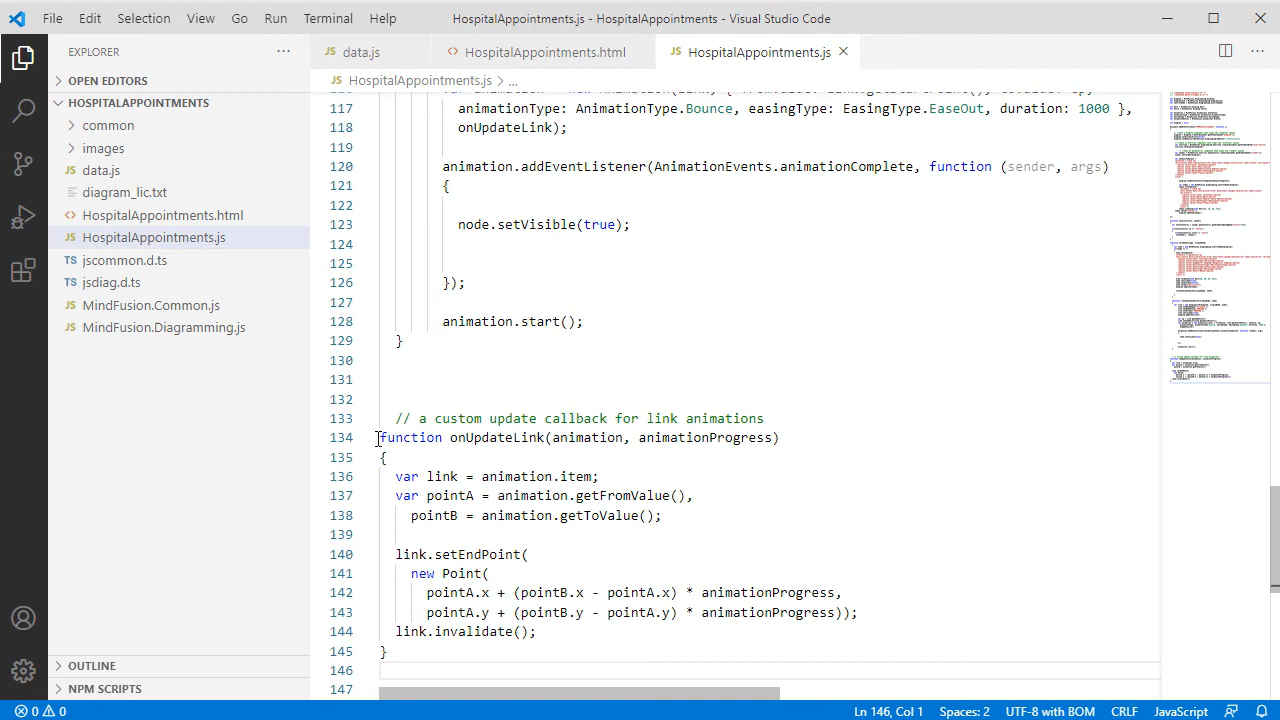 File Edit Selection View Go Run Terminal Help HospitalAppointments.js - HospitalAppointments - Visual Studio Code
EXPLORER
OPEN EDITORS
HOSPITALAPPOINTMENTS
common
images
JS data.js
diagram_lic.txt
<> HospitalAppointments.html
JS HospitalAppointments.js
TS jscommon.d.ts
TS jsdiagd.ts
JS MindFusion.Common.js
JS MindFusion.Diagramming.js
OUTLINE
NPM SCRIPTS
JS data.js <> HospitalAppointments.html JS HospitalAppointments.js
JS HospitalAppointments.js > ...
117 animationType: AnimationType.Bounce, easingType: EasingType.EaseOut, duration: 1000 },
118 onUpdateLink);
119
120 animation.addEventListener(AnimationEvents.animationComplete, function (sender, args)
121 {
122
123 node.setVisible(true);
124
125
126 });
127
128 animation.start();
129 }
130
131
132
133 // a custom update callback for link animations
134 function onUpdateLink(animation, animationProgress)
135 {
136 var link = animation.item;
137 var pointA = animation.getFromValue(),
138 pointB = animation.getToValue();
139
140 link.setEndPoint(
141 new Point(
142 pointA.x + (pointB.x - pointA.x) * animationProgress,
143 pointA.y + (pointB.y - pointA.y) * animationProgress));
144 link.invalidate();
145 }
146
147
0 0 Ln 146, Col 1 Spaces: 2 UTF-8 with BOM CRLF JavaScript